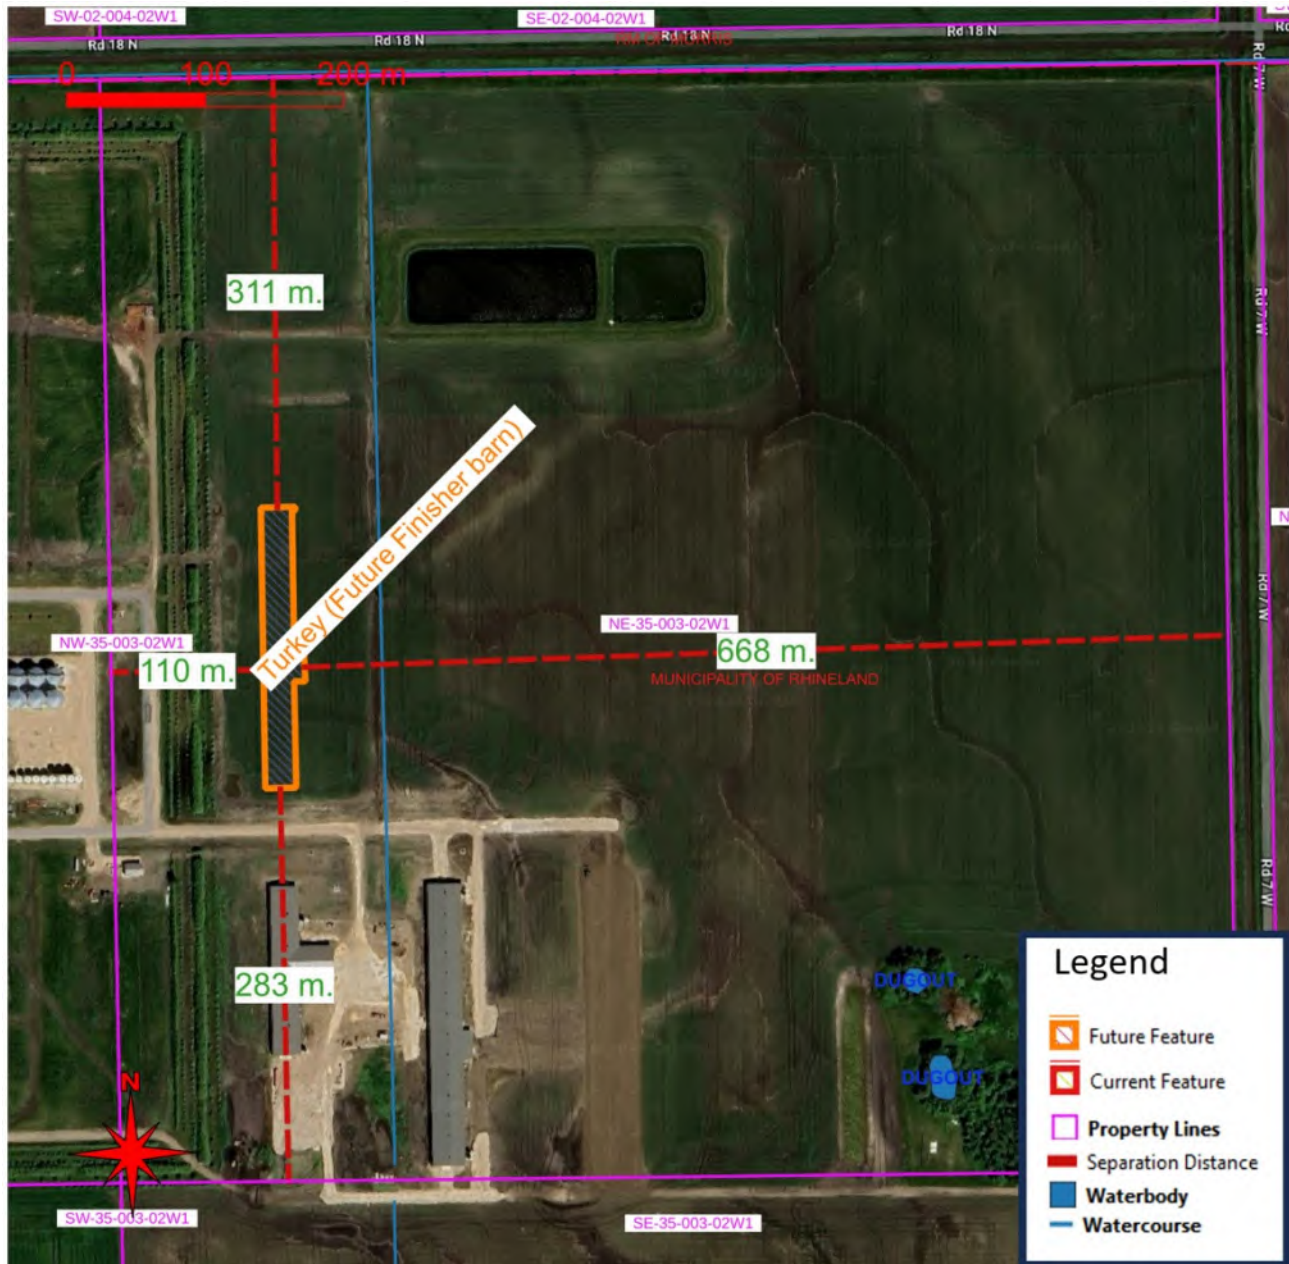 SW-02-004-02W1
SE-02-004-02W1
Rd 18 N
Rd 18 N
Rd 18 N
Rd 18 N
RM OF MORRIS
Rd 7 W
0 100 200 m
311 m.
Rd 7 W
Turkey (Future Finisher barn)
NE-35-003-02W1
Rd 7 W
NW-35-003-02W1
110 m.
668 m.
MUNICIPALITY OF RHINELAND
Rd 7 W
283 m.
DUGOUT
DUGOUT
N
SW-35-003-02W1
SE-35-003-02W1
Legend
Future Feature
Current Feature
Property Lines
Separation Distance
Waterbody
Watercourse